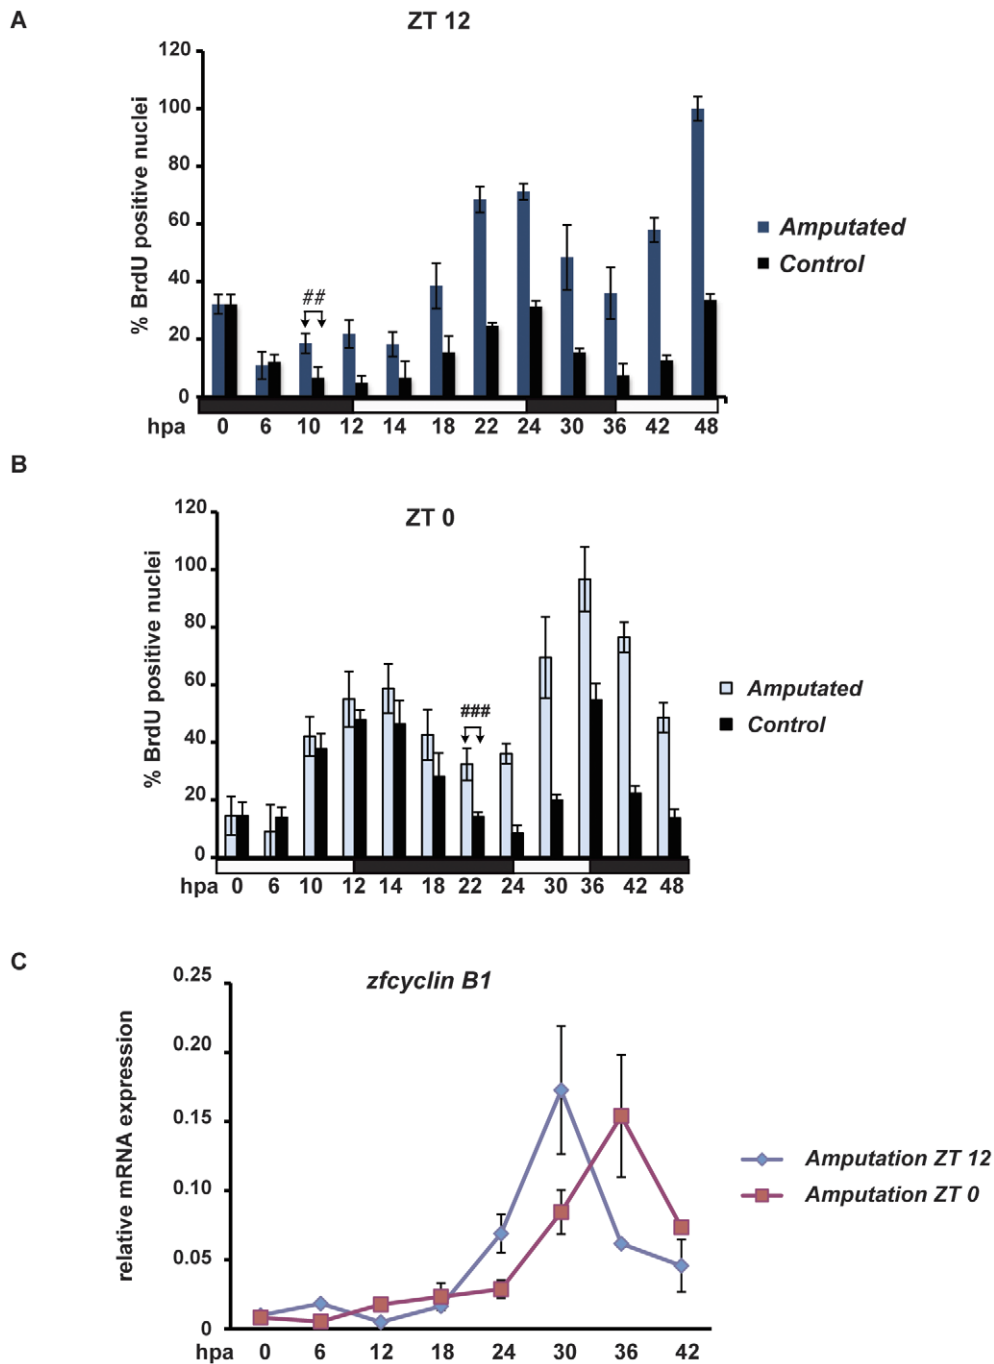 A
ZT 12
120
100
80
60
40
20
0
% BrdU positive nuclei
##
Amputated
Control
hpa 0 6 10 12 14 18 22 24 30 36 42 48
B
ZT 0
120
100
80
60
40
20
0
% BrdU positive nuclei
###
Amputated
Control
hpa 0 6 10 12 14 18 22 24 30 36 42 48
C
zfcyclin B1
0.25
0.20
0.15
0.10
0.05
0
relative mRNA expression
Amputation ZT 12
Amputation ZT 0
hpa 0 6 12 18 24 30 36 42